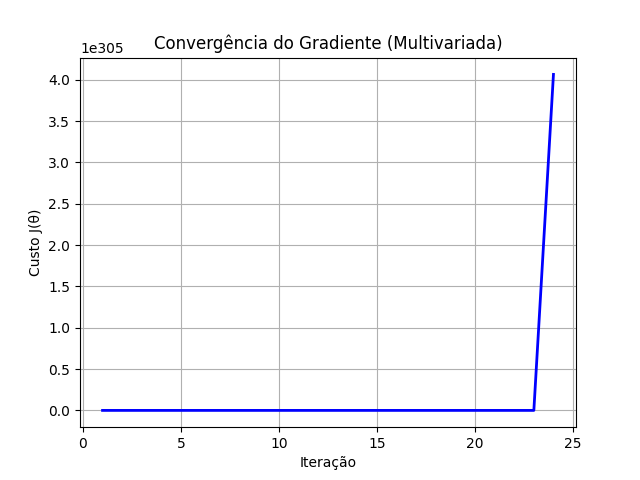 Convergência do Gradiente (Multivariada)
1e305
4.0
3.5
3.0
2.5
2.0
1.5
1.0
0.5
0.0
Custo J(θ)
0 5 10 15 20 25
Iteração